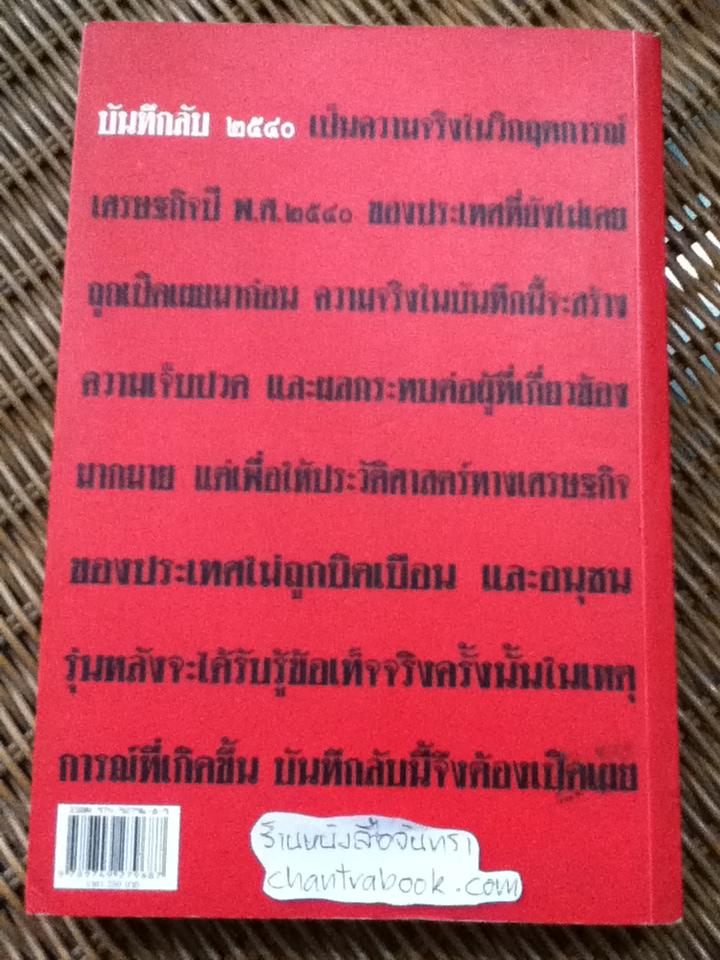 บันทึกลับ ๒๕๔๐ เป็นความจริงในวิกฤตการณ์
เศรษฐกิจปี พ.ศ.๒๕๔๐ ของประเทศที่ยังไม่เคย
ถูกเปิดเผยมาก่อน ความจริงในบันทึกนี้จะสร้าง
ความเจ็บปวด และผลกระทบต่อผู้ที่เกี่ยวข้อง
มากมาย แต่เพื่อให้ประวัติศาสตร์ทางเศรษฐกิจ
ของประเทศไม่ถูกบิดเบือน และอนุชน
รุ่นหลังจะได้รับรู้ข้อเท็จจริงครั้งนั้นในเหตุ
การณ์ที่เกิดขึ้น บันทึกลับนี้จึงต้องเปิดเผย
ร้านหนังสือจันทรา
chantrabook.com